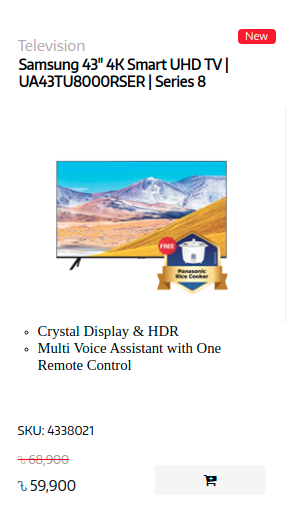 New
Television
Samsung 43" 4K Smart UHD TV |
UA43TU8000RSER | Series 8
FREE
Panasonic
Rice Cooker
Crystal Display & HDR
Multi Voice Assistant with One
Remote Control
SKU: 4338021
৳ 68,900
৳ 59,900